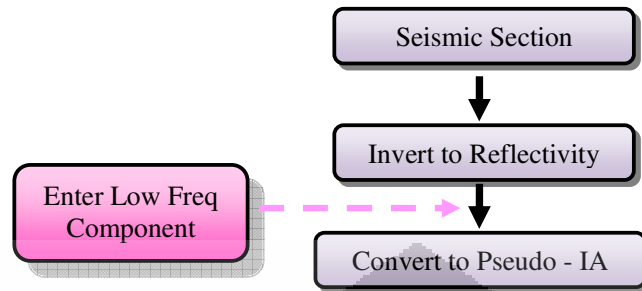 Seismic Section
Invert to Reflectivity
Enter Low Freq
Component
Convert to Pseudo - IA